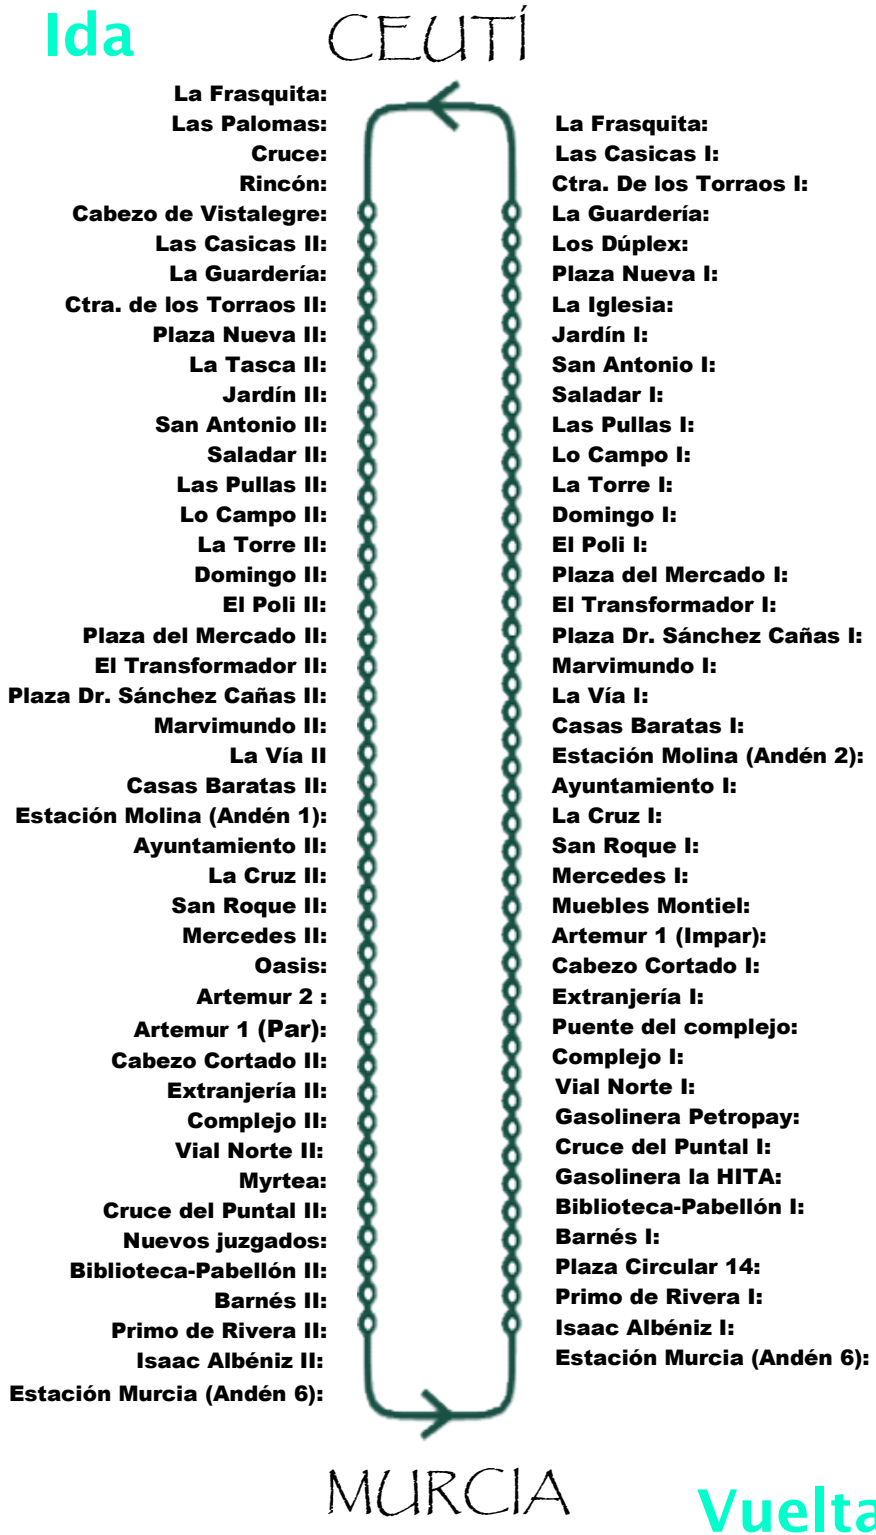 Ida
CEUTÍ
La Frasquita:
Las Palomas:
Cruce:
Rincón:
Cabezo de Vistalegre:
Las Casicas II:
La Guardería:
Ctra. de los Torraos II:
Plaza Nueva II:
La Tasca II:
Jardín II:
San Antonio II:
Saladar II:
Las Pullas II:
Lo Campo II:
La Torre II:
Domingo II:
El Poli II:
Plaza del Mercado II:
El Transformador II:
Plaza Dr. Sánchez Cañas II:
Marvimundo II:
La Vía II
Casas Baratas II:
Estación Molina (Andén 1):
Ayuntamiento II:
La Cruz II:
San Roque II:
Mercedes II:
Oasis:
Artemur 2 :
Artemur 1 (Par):
Cabezo Cortado II:
Extranjería II:
Complejo II:
Vial Norte II:
Myrtea:
Cruce del Puntal II:
Nuevos juzgados:
Biblioteca-Pabellón II:
Barnés II:
Primo de Rivera II:
Isaac Albéniz II:
Estación Murcia (Andén 6):
La Frasquita:
Las Casicas I:
Ctra. De los Torraos I:
La Guardería:
Los Dúplex:
Plaza Nueva I:
La Iglesia:
Jardín I:
San Antonio I:
Saladar I:
Las Pullas I:
Lo Campo I:
La Torre I:
Domingo I:
El Poli I:
Plaza del Mercado I:
El Transformador I:
Plaza Dr. Sánchez Cañas I:
Marvimundo I:
La Vía I:
Casas Baratas I:
Estación Molina (Andén 2):
Ayuntamiento I:
La Cruz I:
San Roque I:
Mercedes I:
Muebles Montiel:
Artemur 1 (Impar):
Cabezo Cortado I:
Extranjería I:
Puente del complejo:
Complejo I:
Vial Norte I:
Gasolinera Petropay:
Cruce del Puntal I:
Gasolinera la HITA:
Biblioteca-Pabellón I:
Barnés I:
Plaza Circular 14:
Primo de Rivera I:
Isaac Albéniz I:
Estación Murcia (Andén 6):
MURCIA
Vuelta